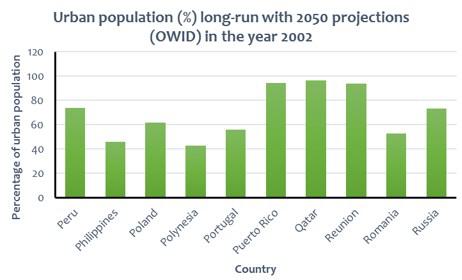 Urban population (%) long-run with 2050 projections
(OWID) in the year 2002
Percentage of urban population
120
100
80
60
40
20
0
Peru
Philippines
Poland
Polynesia
Portugal
Puerto Rico
Qatar
Reunion
Romania
Russia
Country